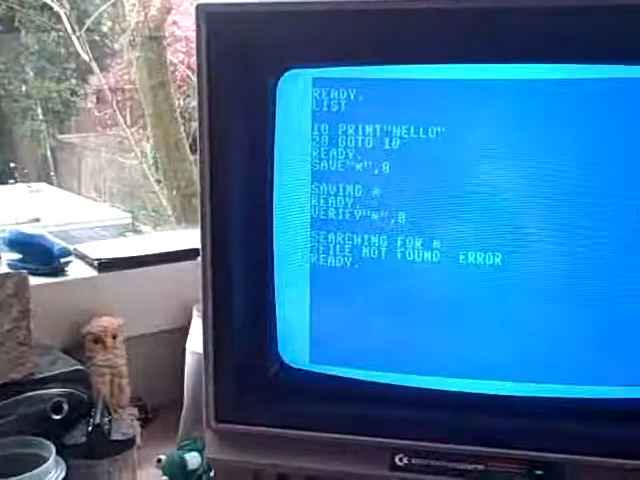 READY.
LIST
10 PRINT"HELLO"
20 GOTO 10
READY.
SAVE"*",8
SAVING *
READY.
VERIFY"*",8
SEARCHING FOR *
?FILE NOT FOUND  ERROR
READY.